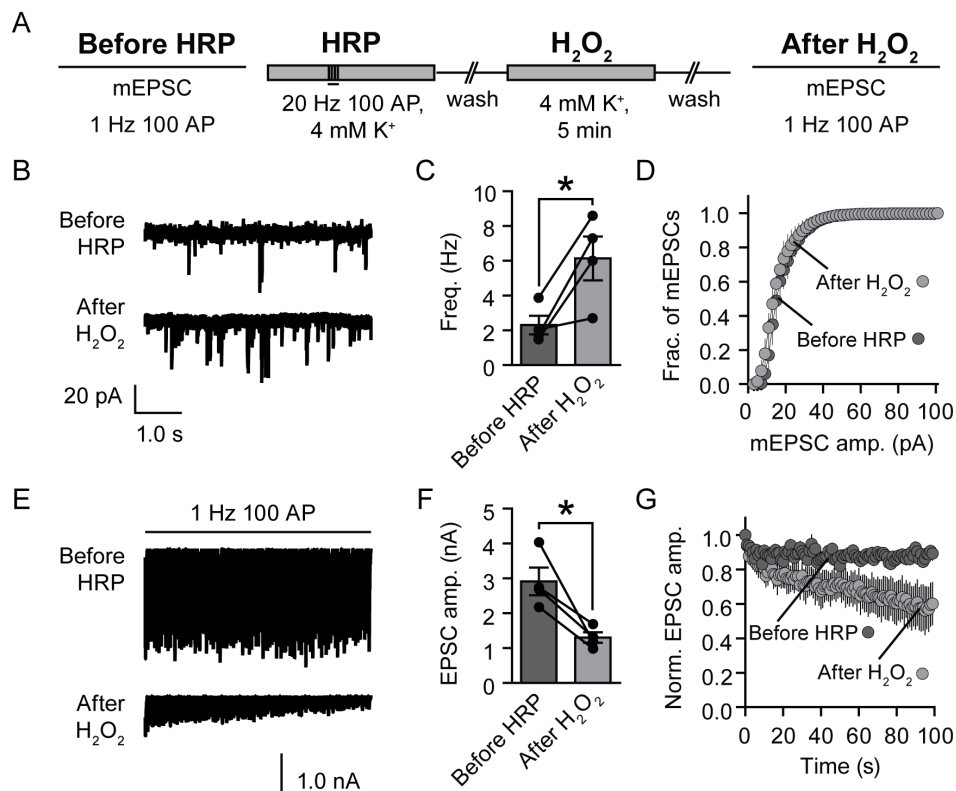 A
Before HRP
mEPSC
1 Hz 100 AP
HRP
20 Hz 100 AP,
4 mM K⁺
wash
H₂O₂
4 mM K⁺,
5 min
wash
After H₂O₂
mEPSC
1 Hz 100 AP
B
Before
HRP
After
H₂O₂
20 pA
1.0 s
C
*
Freq. (Hz)
10
8
6
4
2
0
Before HRP
After H₂O₂
D
Frac. of mEPSCs
1.0
0.8
0.6
0.4
0.2
0.0
After H₂O₂
Before HRP
0 20 40 60 80 100
mEPSC amp. (pA)
E
1 Hz 100 AP
Before
HRP
After
H₂O₂
1.0 nA
F
*
EPSC amp. (nA)
5
4
3
2
1
0
Before HRP
After H₂O₂
G
Norm. EPSC amp.
1.0
0.8
0.6
0.4
0.2
0.0
Before HRP
After H₂O₂
0 20 40 60 80 100
Time (s)